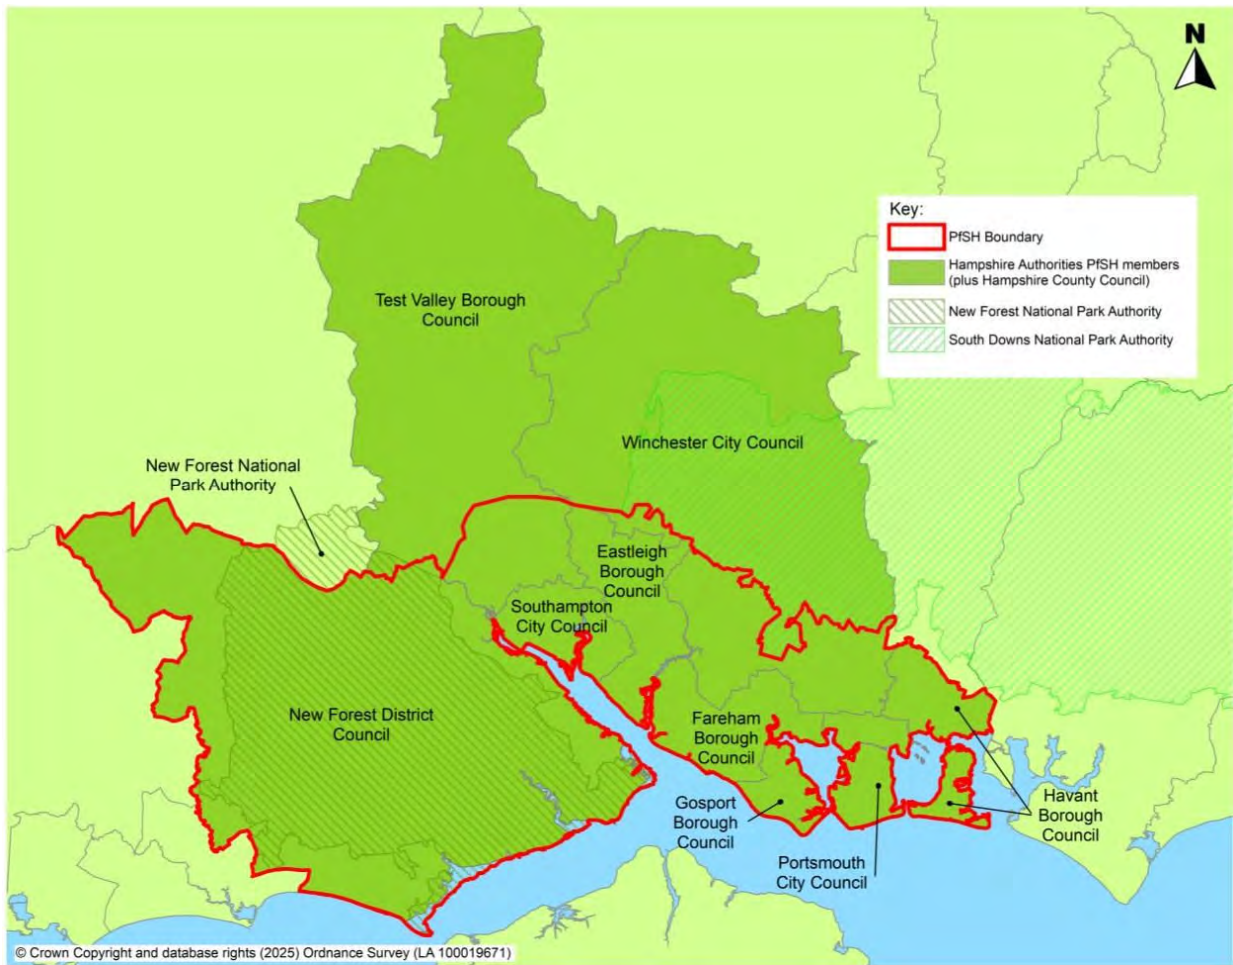 N
Key:
PfSH Boundary
Hampshire Authorities PfSH members
(plus Hampshire County Council)
New Forest National Park Authority
South Downs National Park Authority
Test Valley Borough
Council
Winchester City Council
New Forest National
Park Authority
Eastleigh
Borough
Council
Southampton
City Council
New Forest District
Council
Fareham
Borough
Council
Gosport
Borough
Council
Portsmouth
City Council
Havant
Borough
Council
© Crown Copyright and database rights (2025) Ordnance Survey (LA 100019671)